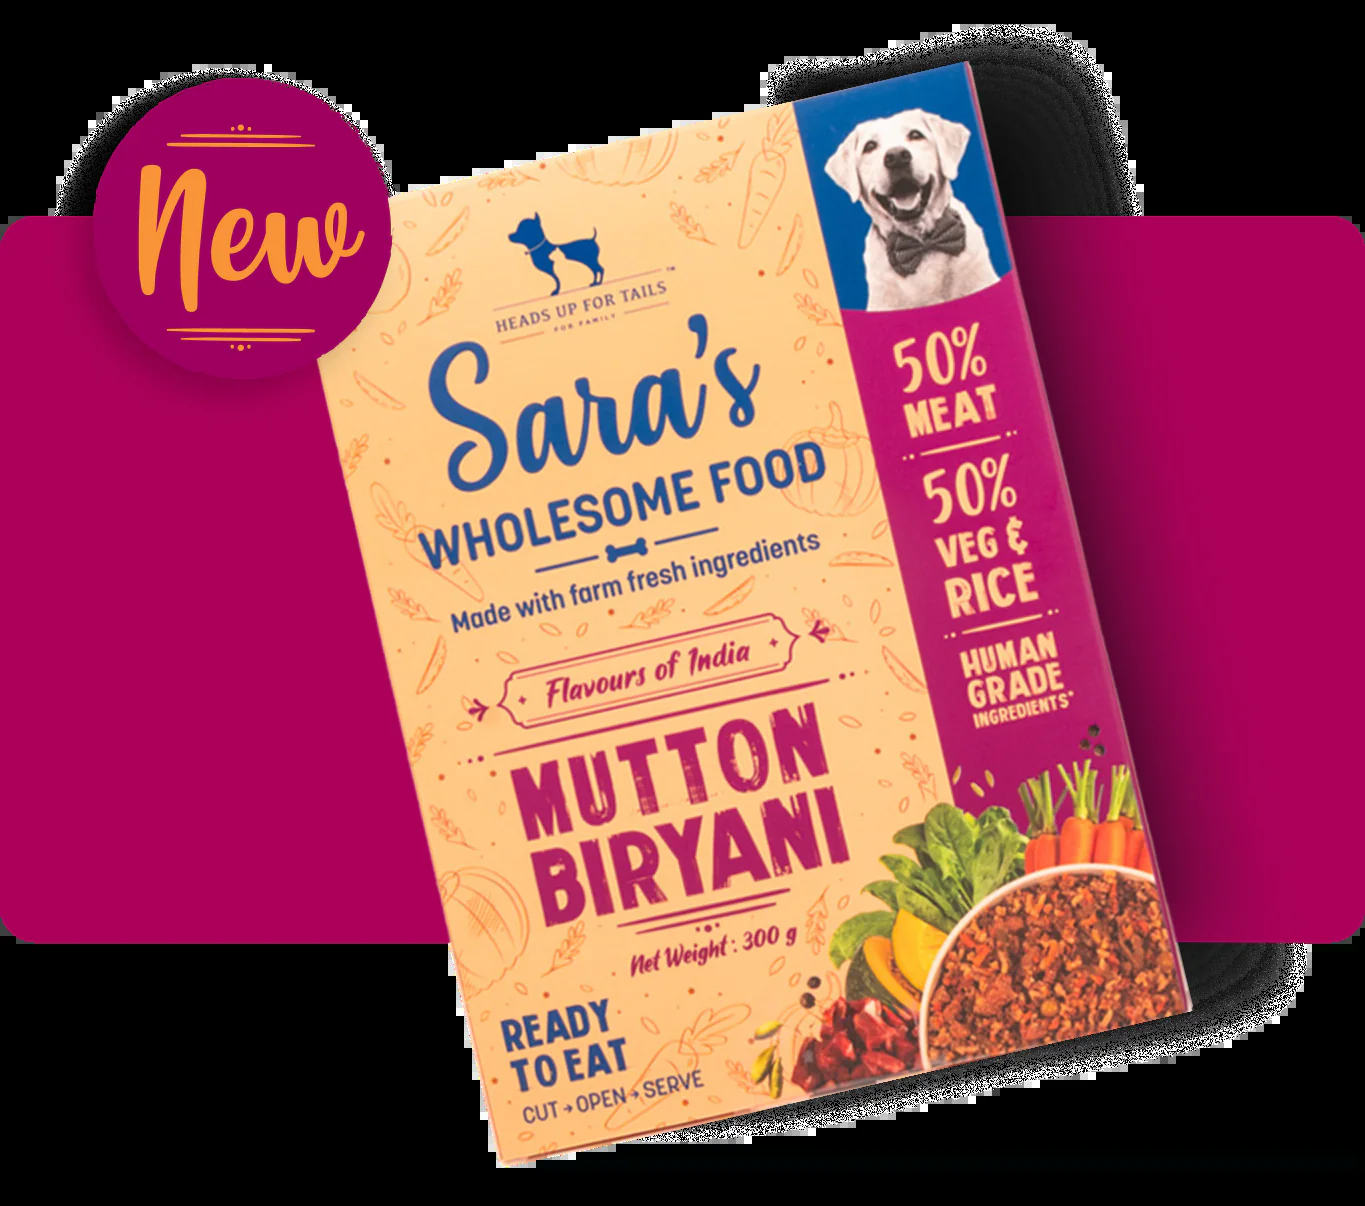 New
HEADS UP FOR TAILS
™
FOR FAMILY
Sara's
WHOLESOME FOOD
Made with farm fresh ingredients
Flavours of India
MUTTON
BIRYANI
Net Weight : 300 g
READY
TO EAT
CUT → OPEN → SERVE
50%
MEAT
50%
VEG &
RICE
HUMAN
GRADE
INGREDIENTS*